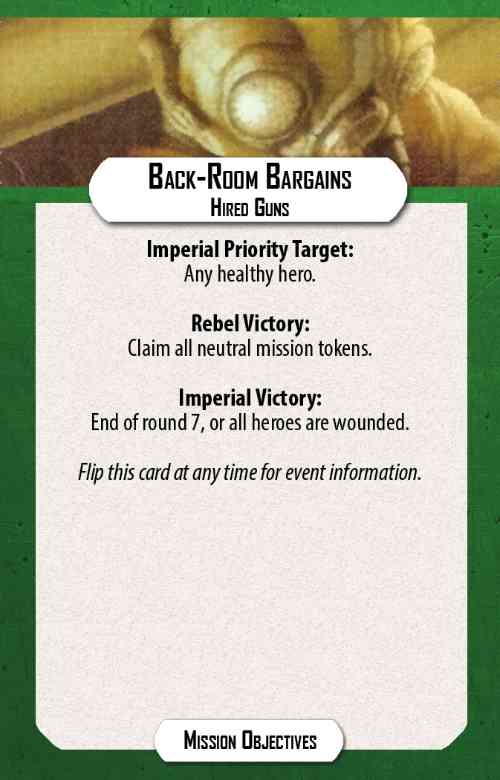 Back-Room Bargains
Hired Guns
Imperial Priority Target:
Any healthy hero.
Rebel Victory:
Claim all neutral mission tokens.
Imperial Victory:
End of round 7, or all heroes are wounded.
Flip this card at any time for event information.
Mission Objectives